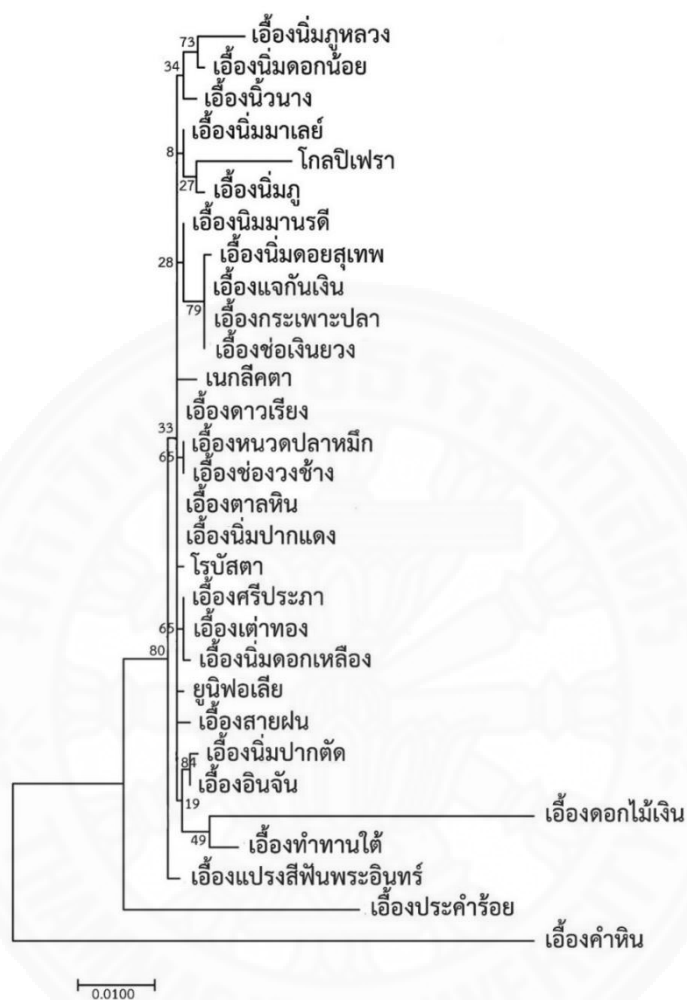 เอื้องนิ่มภูหลวง
73
เอื้องนิ่มดอกน้อย
34
เอื้องนิ้วนาง
เอื้องนิ่มมาเลย์
8
โกลปิเฟรา
27
เอื้องนิ่มภู
เอื้องนิมมานรดี
เอื้องนิ่มดอยสุเทพ
28
เอื้องแจกันเงิน
79
เอื้องกระเพาะปลา
เอื้องช่อเงินยวง
เนกลีคตา
เอื้องดาวเรียง
33
เอื้องหนวดปลาหมึก
65
เอื้องช่องวงช้าง
เอื้องตาลหิน
เอื้องนิ่มปากแดง
โรบัสตา
เอื้องศรีประภา
65
เอื้องเต่าทอง
80
เอื้องนิ่มดอกเหลือง
ยูนิฟอเลีย
เอื้องสายฝน
เอื้องนิ่มปากตัด
84
เอื้องอินจัน
19
เอื้องดอกไม้เงิน
49
เอื้องทำทานใต้
เอื้องแปรงสีฟันพระอินทร์
เอื้องประคำร้อย
เอื้องคำหิน
0.0100